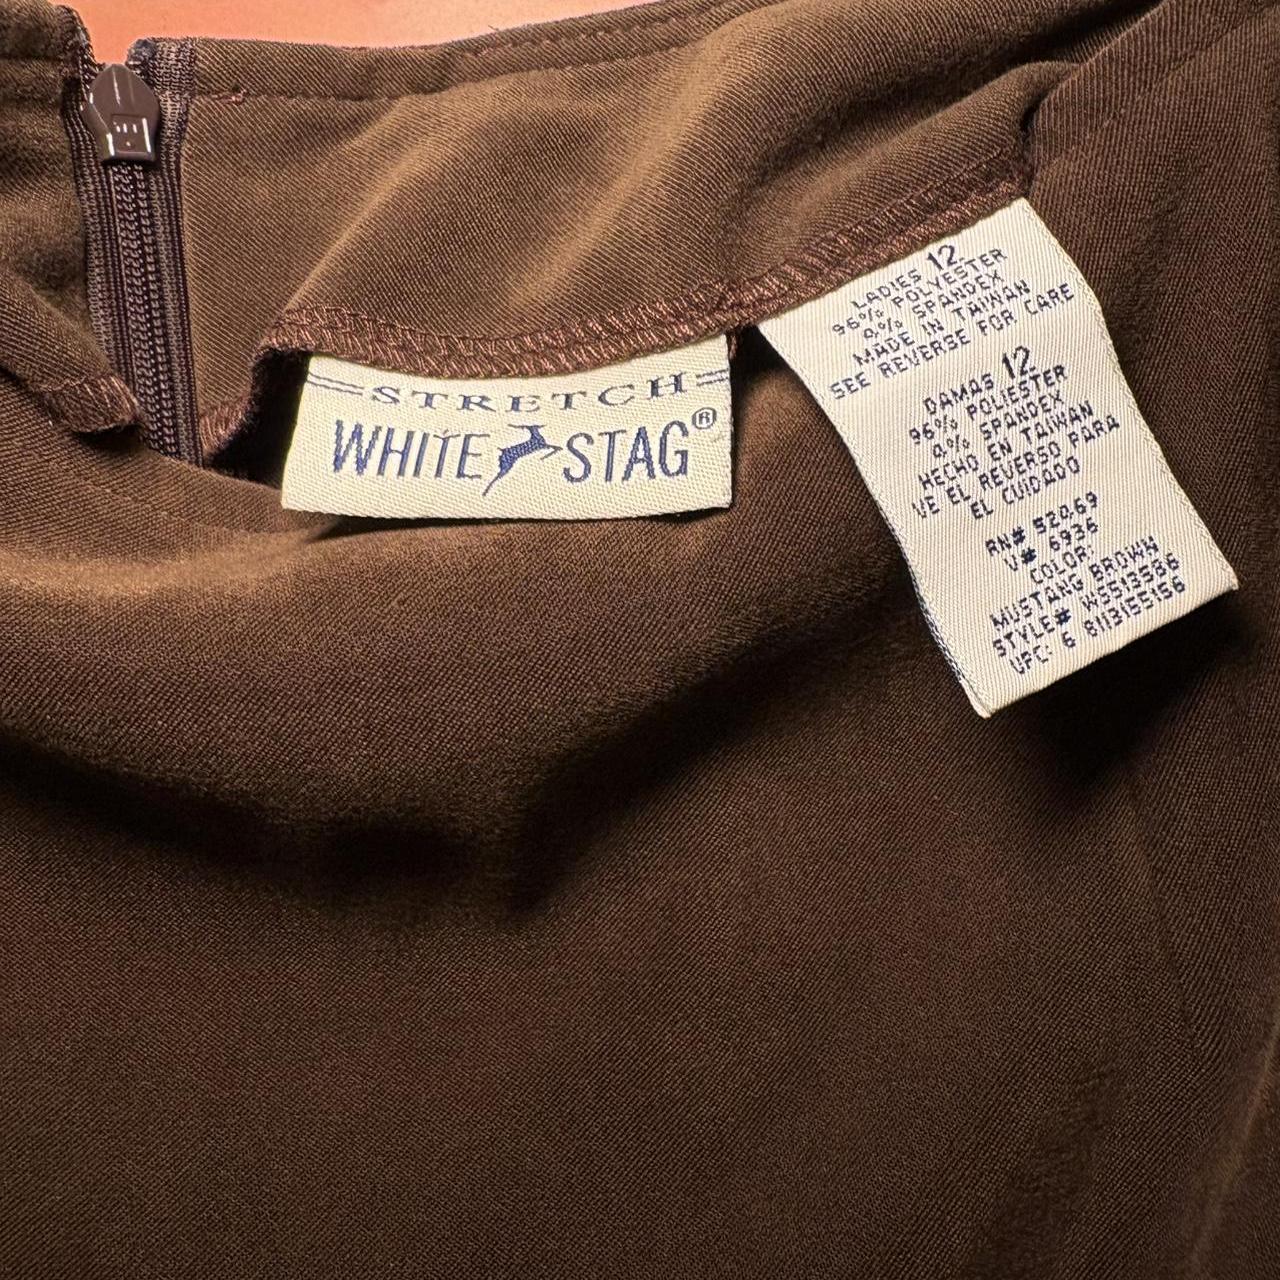 STRETCH
WHITE STAG®
LADIES 12
96% POLYESTER
4% SPANDEX
MADE IN TAIWAN
SEE REVERSE FOR CARE
DAMAS 12
96% POLIESTER
4% SPANDEX
HECHO EN TAIWAN
VE EL REVERSO PARA
EL CUIDADO
RN# 52069
V# 6936
COLOR:
MUSTANG BROWN
STYLE# WS513586
UPC: 6 8113155156